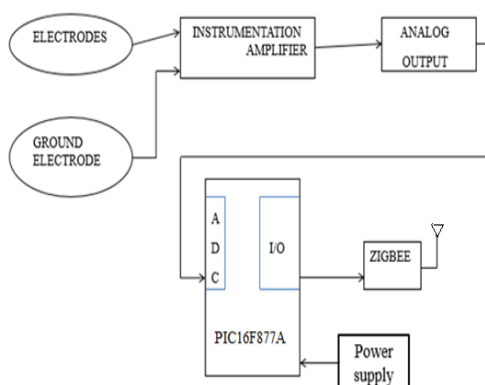 ELECTRODES
INSTRUMENTATION
AMPLIFIER
ANALOG
OUTPUT
GROUND
ELECTRODE
A
D
C
I/O
ZIGBEE
PIC16F877A
Power
supply